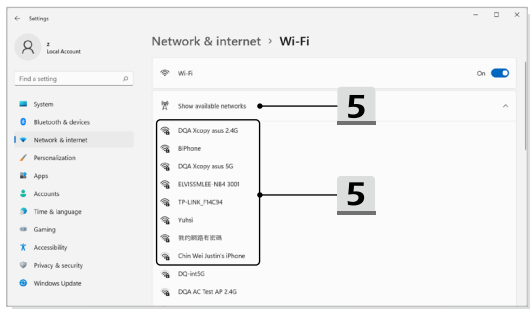 Settings
z
Local Account
Find a setting
System
Bluetooth & devices
Network & internet
Personalization
Apps
Accounts
Time & language
Gaming
Accessibility
Privacy & security
Windows Update
Network & internet > Wi-Fi
Wi-Fi
On
Show available networks
5
DQA Xcopy asus 2.4G
BiPhone
DQA Xcopy asus 5G
ELVISSMLEE-NB4 3001
TP-LINK_F14C94
5
Yuhsi
我的網路有密碼
Chin Wei Justin's iPhone
DQ-int5G
DQA AC Test AP 2.4G